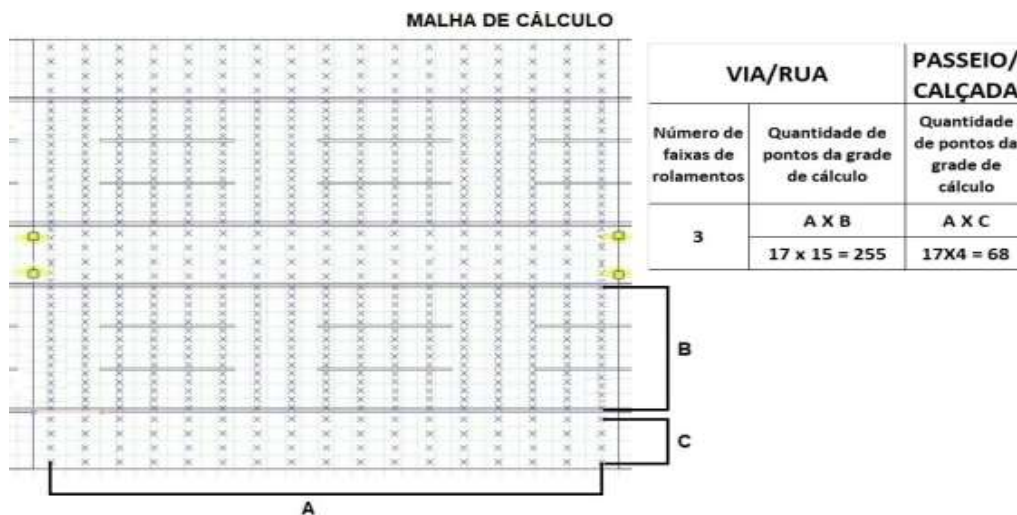 MALHA DE CÁLCULO
VIA/RUA
PASSEIO/
CALÇADA
Número de
faixas de
rolamentos
Quantidade de
pontos da grade
de cálculo
Quantidade
de pontos da
grade de
cálculo
3
A X B
A X C
17 x 15 = 255
17X4 = 68
B
C
A